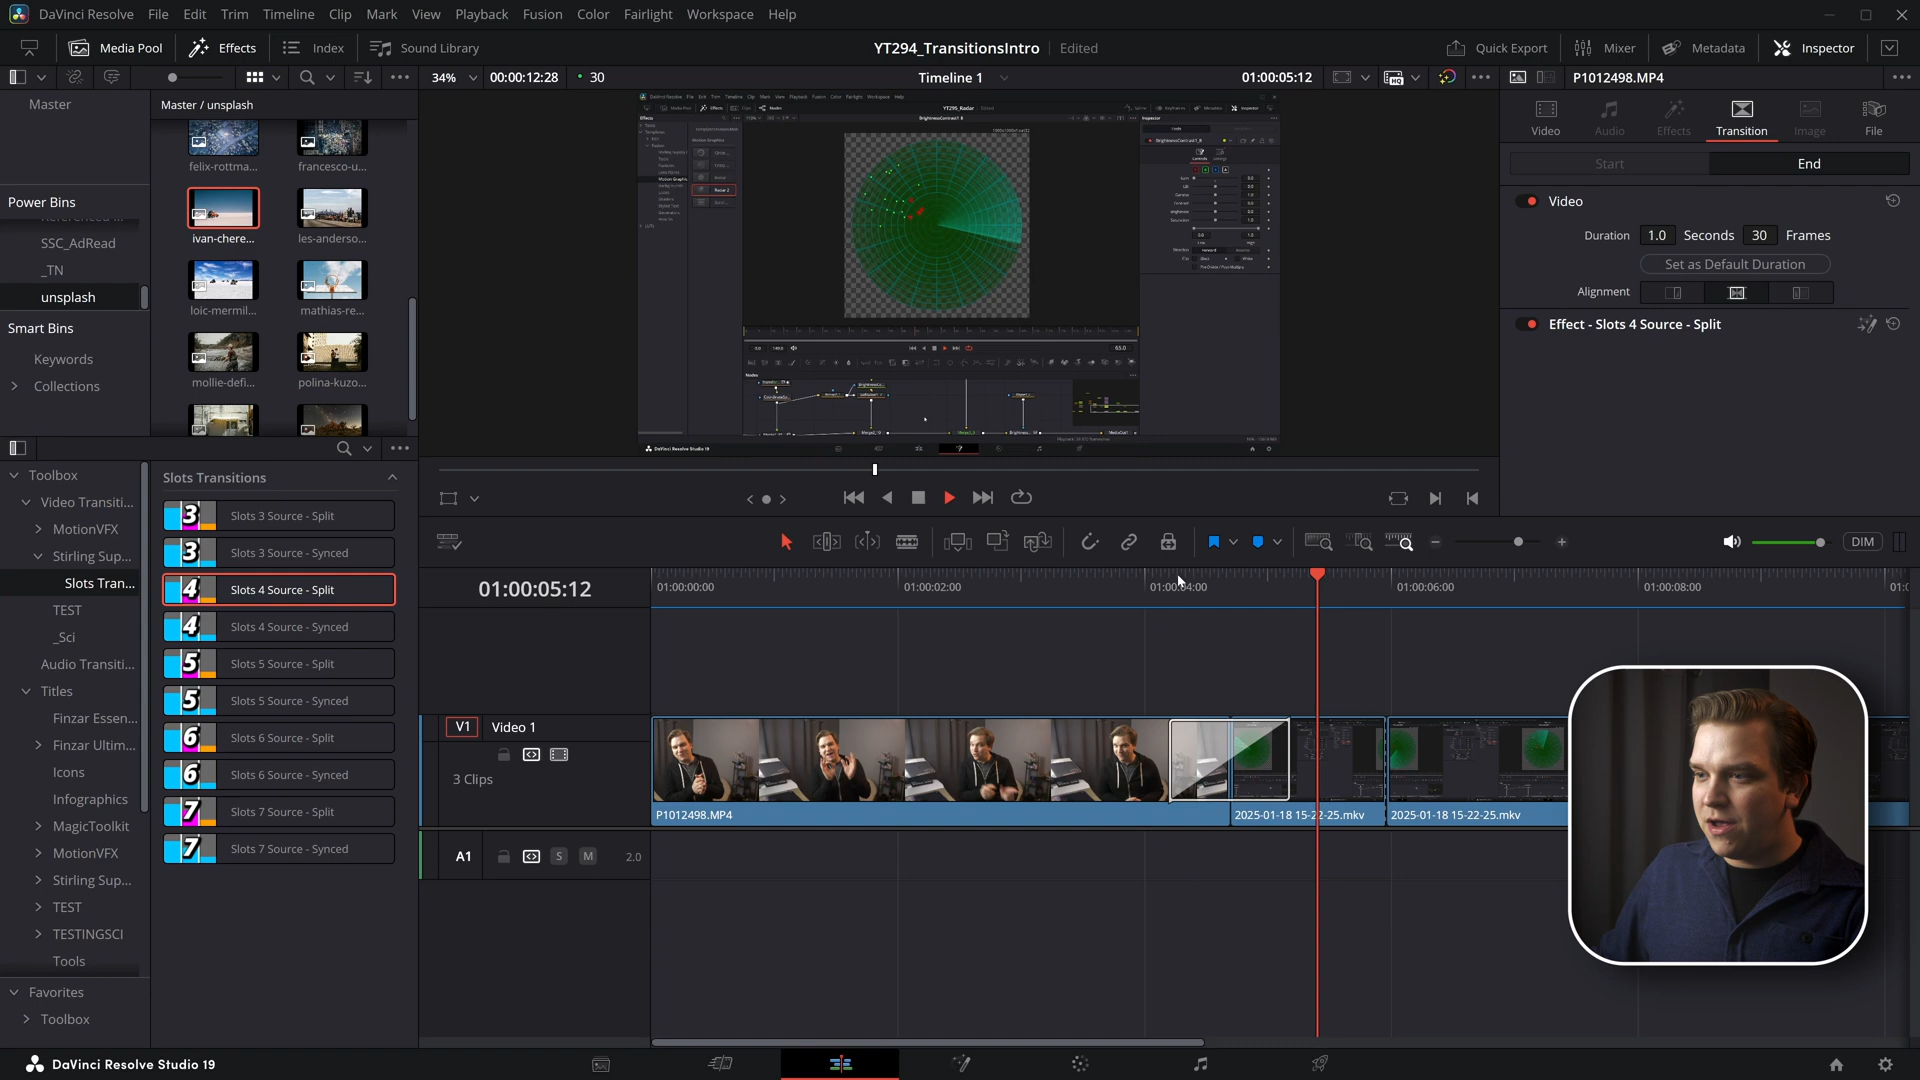 DaVinci Resolve File Edit Trim Timeline Clip Mark View Playback Fusion Color Fairlight Workspace Help
Media Pool Effects Index Sound Library YT294_TransitionsIntro Edited Quick Export Mixer Metadata Inspector
34% 00:00:12:28 30 Timeline 1 01:00:05:12 P1012498.MP4
Master
Master / unsplash
felix-rottma... francesco-u...
Power Bins
SSC_AdRead
_TN
unsplash
ivan-chere... les-anderso...
loic-mermil... mathias-re...
mollie-defi... polina-kuzo...
Smart Bins
Keywords
Collections
Video Audio Effects Transition Image File
Start End
Video
Duration 1.0 Seconds 30 Frames
Set as Default Duration
Alignment
Effect - Slots 4 Source - Split
DaVinci Resolve Studio 19
Toolbox
Video Transiti...
MotionVFX
Stirling Sup...
Slots Tran...
TEST
_Sci
Audio Transiti...
Titles
Finzar Essen...
Finzar Ultim...
Icons
Infographics
MagicToolkit
MotionVFX
Stirling Sup...
TEST
TESTINGSCI
Tools
Favorites
Toolbox
Slots Transitions
3 Slots 3 Source - Split
3 Slots 3 Source - Synced
4 Slots 4 Source - Split
4 Slots 4 Source - Synced
5 Slots 5 Source - Split
5 Slots 5 Source - Synced
6 Slots 6 Source - Split
6 Slots 6 Source - Synced
7 Slots 7 Source - Split
7 Slots 7 Source - Synced
DIM
01:00:05:12
01:00:00:00 01:00:02:00 01:00:04:00 01:00:06:00 01:00:08:00
V1 Video 1
3 Clips
P1012498.MP4 2025-01-18 15-22-25.mkv 2025-01-18 15-22-25.mkv
A1 S M 2.0
DaVinci Resolve Studio 19